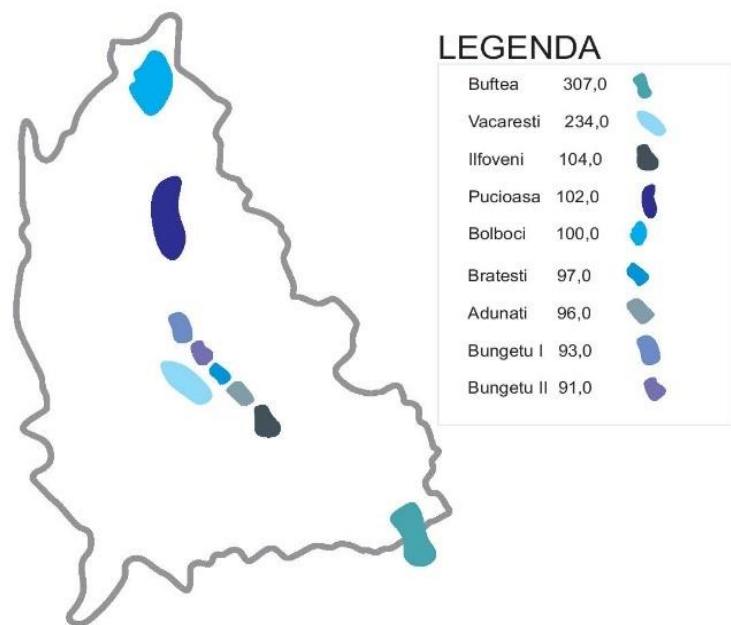 LEGENDA
Buftea 307,0
Vacaresti 234,0
Ilfoveni 104,0
Pucioasa 102,0
Bolboci 100,0
Bratesti 97,0
Adunati 96,0
Bungetu I 93,0
Bungetu II 91,0